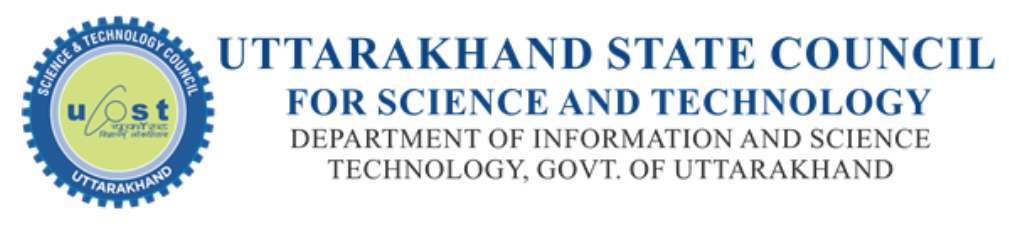 SCIENCE & TECHNOLOGY COUNCIL
ucost
यूकॉस्ट
UTTARAKHAND
UTTARAKHAND STATE COUNCIL
FOR SCIENCE AND TECHNOLOGY
DEPARTMENT OF INFORMATION AND SCIENCE
TECHNOLOGY, GOVT. OF UTTARAKHAND